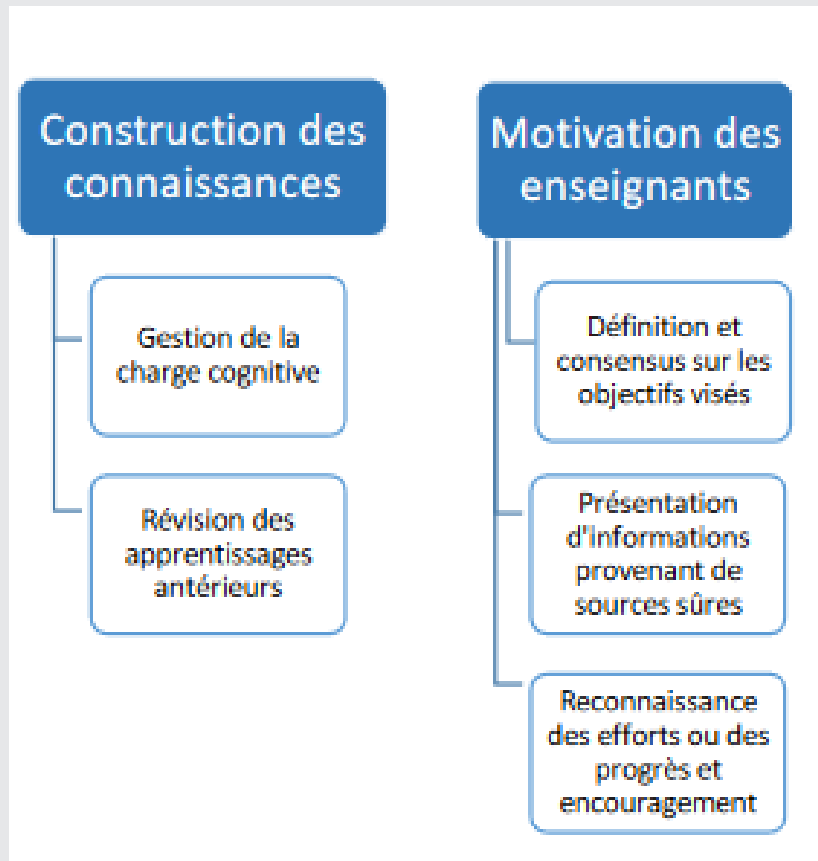 Construction des
connaissances
Gestion de la
charge cognitive
Révision des
apprentissages
antérieurs
Motivation des
enseignants
Définition et
consensus sur les
objectifs visés
Présentation
d'informations
provenant de
sources sûres
Reconnaissance
des efforts ou des
progrès et
encouragement